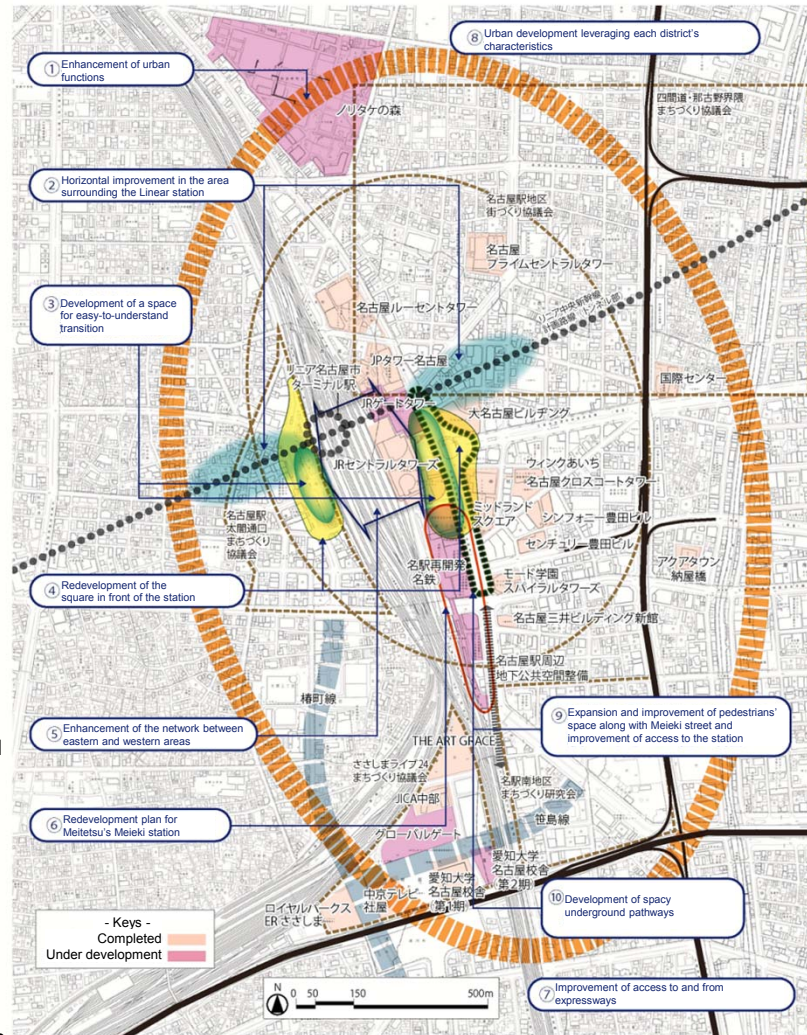 ① Enhancement of urban
functions
⑧ Urban development leveraging each district's
characteristics
ノリタケの森
四間道・那古野界隈
まちづくり協議会
② Horizontal improvement in the area
surrounding the Linear station
名古屋駅地区
街づくり協議会
名古屋
プライムセントラルタワー
③ Development of a space
for easy-to-understand
transition
名古屋ルーセントタワー
リニア中央新幹線
計画路線(トンネル部)
リニア名古屋市
ターミナル駅
JPタワー名古屋
国際センター
JRゲートタワー
大名古屋ビルヂング
JRセントラルタワーズ
ウィンクあいち
名古屋クロスコートタワー
名古屋駅
太閤通口
まちづくり
協議会
ミッドランド
スクエア
シンフォニー豊田ビル
センチュリー豊田ビル
アクアタウン
納屋橋
④ Redevelopment of the
square in front of the station
名駅再開発
名鉄
モード学園
スパイラルタワーズ
名古屋三井ビルディング新館
名古屋駅周辺
地下公共空間整備
椿町線
⑤ Enhancement of the network between
eastern and western areas
⑨ Expansion and improvement of pedestrians'
space along with Meieki street and
improvement of access to the station
THE ART GRACE
ささしまライブ24
まちづくり協議会
名駅南地区
まちづくり研究会
JICA中部
笹島線
⑥ Redevelopment plan for
Meitetsu's Meieki station
グローバルゲート
愛知大学
名古屋校舎
第2期
愛知大学
名古屋校舎
第1期
中京テレビ
社屋
ロイヤルパークス
ER ささしま
⑩ Development of spacy
underground pathways
- Keys -
Completed
Under development
N
0 50 150 500m
⑦ Improvement of access to and from
expressways